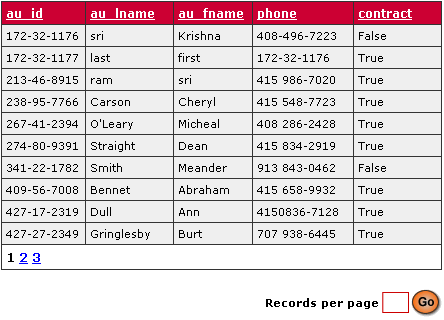 au_id au_lname au_fname phone contract
172-32-1176 sri Krishna 408-496-7223 False
172-32-1177 last first 172-32-1176 True
213-46-8915 ram sri 415 986-7020 True
238-95-7766 Carson Cheryl 415 548-7723 True
267-41-2394 O'Leary Micheal 408 286-2428 True
274-80-9391 Straight Dean 415 834-2919 True
341-22-1782 Smith Meander 913 843-0462 False
409-56-7008 Bennet Abraham 415 658-9932 True
427-17-2319 Dull Ann 4150836-7128 True
427-27-2349 Gringlesby Burt 707 938-6445 True
1 2 3
Records per page Go